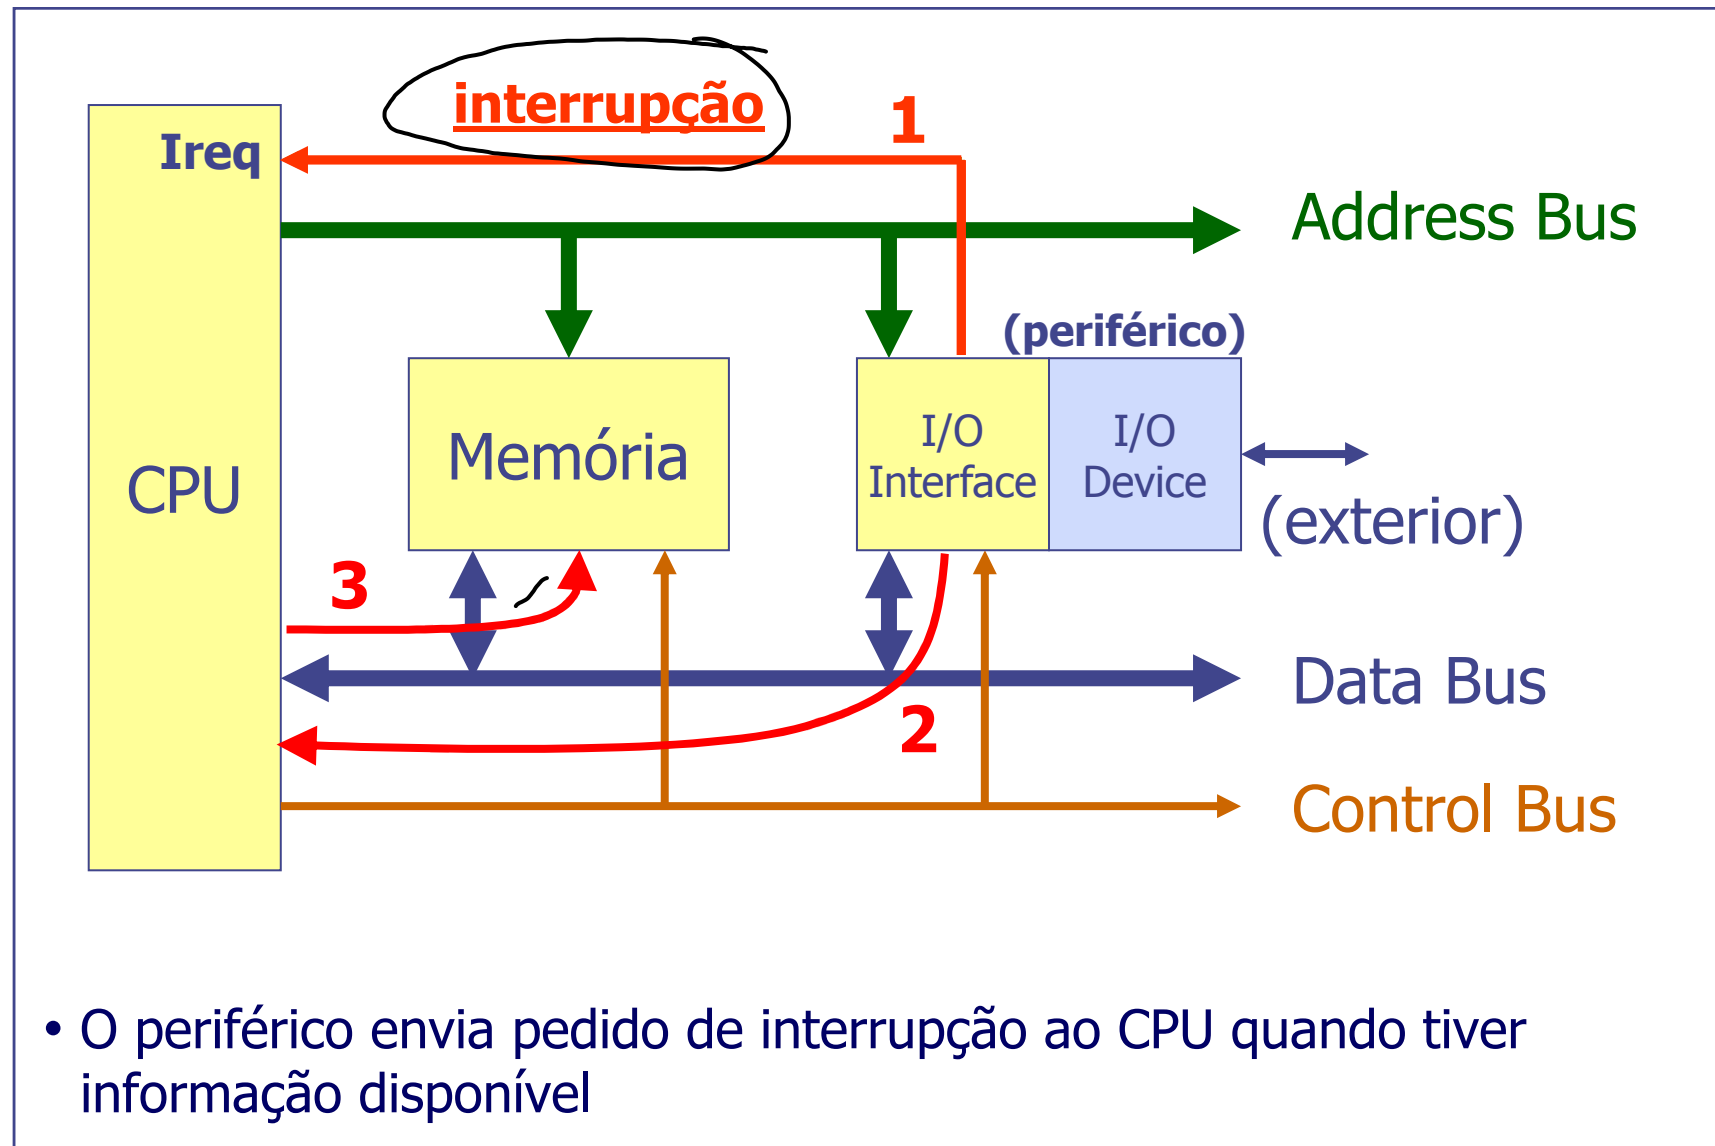 interrupção
1
Ireq
Address Bus
(periférico)
CPU
Memória
I/O
Interface
I/O
Device
(exterior)
3
Data Bus
2
Control Bus
• O periférico envia pedido de interrupção ao CPU quando tiver
informação disponível